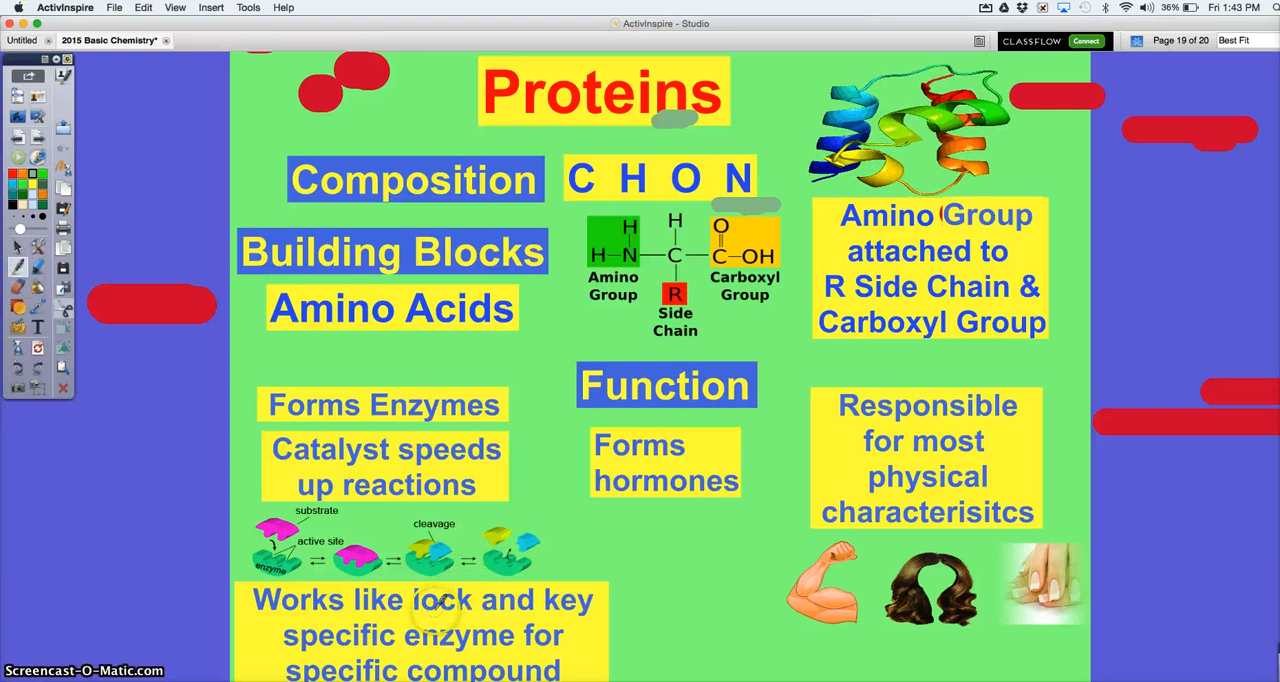 ActivInspire File Edit View Insert Tools Help
36% Fri 1:43 PM
ActivInspire - Studio
Untitled
2015 Basic Chemistry*
CLASSFLOW Connect
Page 19 of 20
Best Fit
Proteins
Composition
C H O N
Building Blocks
Amino Acids
H
H
O
H-N
C
C-OH
Amino
Group
R
Carboxyl
Group
Side
Chain
Amino Group
attached to
R Side Chain &
Carboxyl Group
Function
Forms Enzymes
Catalyst speeds
up reactions
substrate
active site
enzyme
cleavage
Works like lock and key
specific enzyme for
specific compound
Forms
hormones
Responsible
for most
physical
characterisitcs
T
Screencast-O-Matic.com